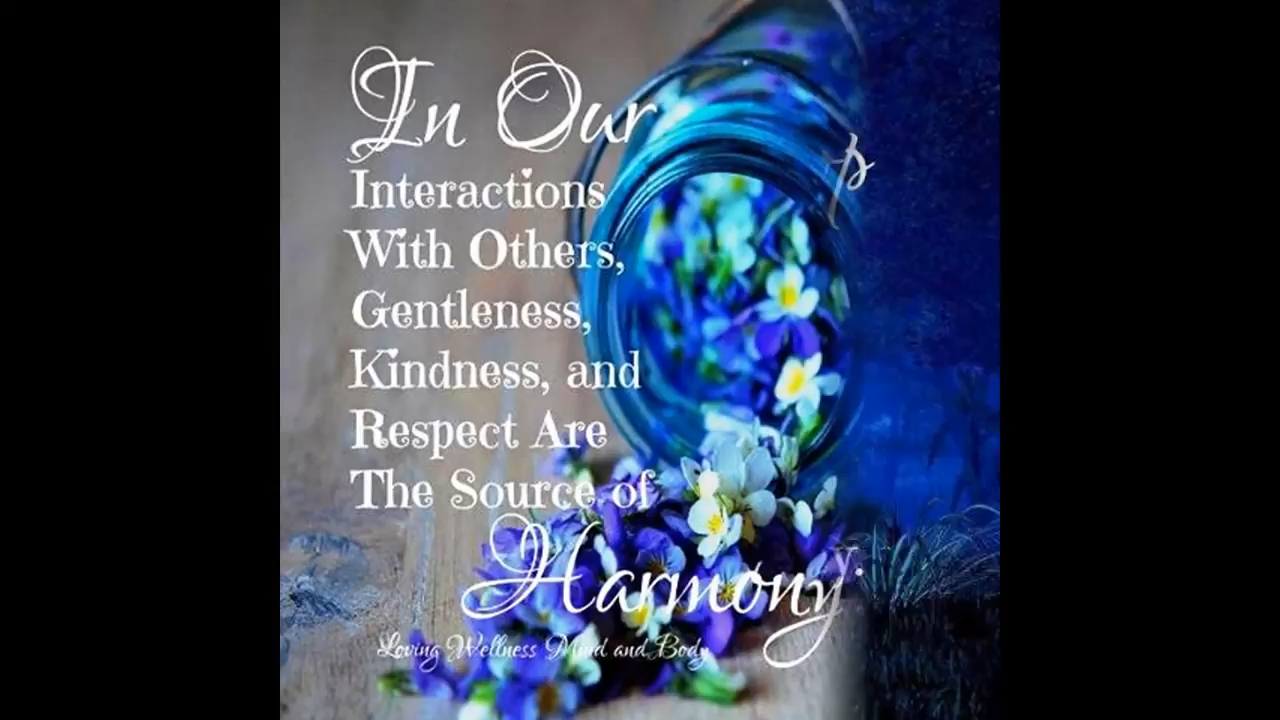 In Our
Interactions
With Others,
Gentleness,
Kindness, and
Respect Are
The Source of
Harmony.
Loving Wellness Mind and Body
p